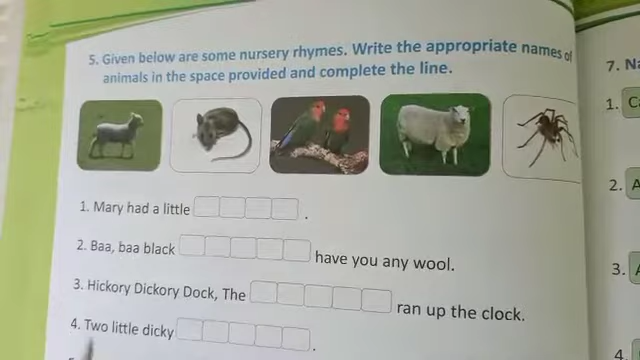 5. Given below are some nursery rhymes. Write the appropriate names of
animals in the space provided and complete the line.
1. Mary had a little .
2. Baa, baa black have you any wool.
3. Hickory Dickory Dock, The ran up the clock.
4. Two little dicky .
7.
1.
2. A
3.
4.